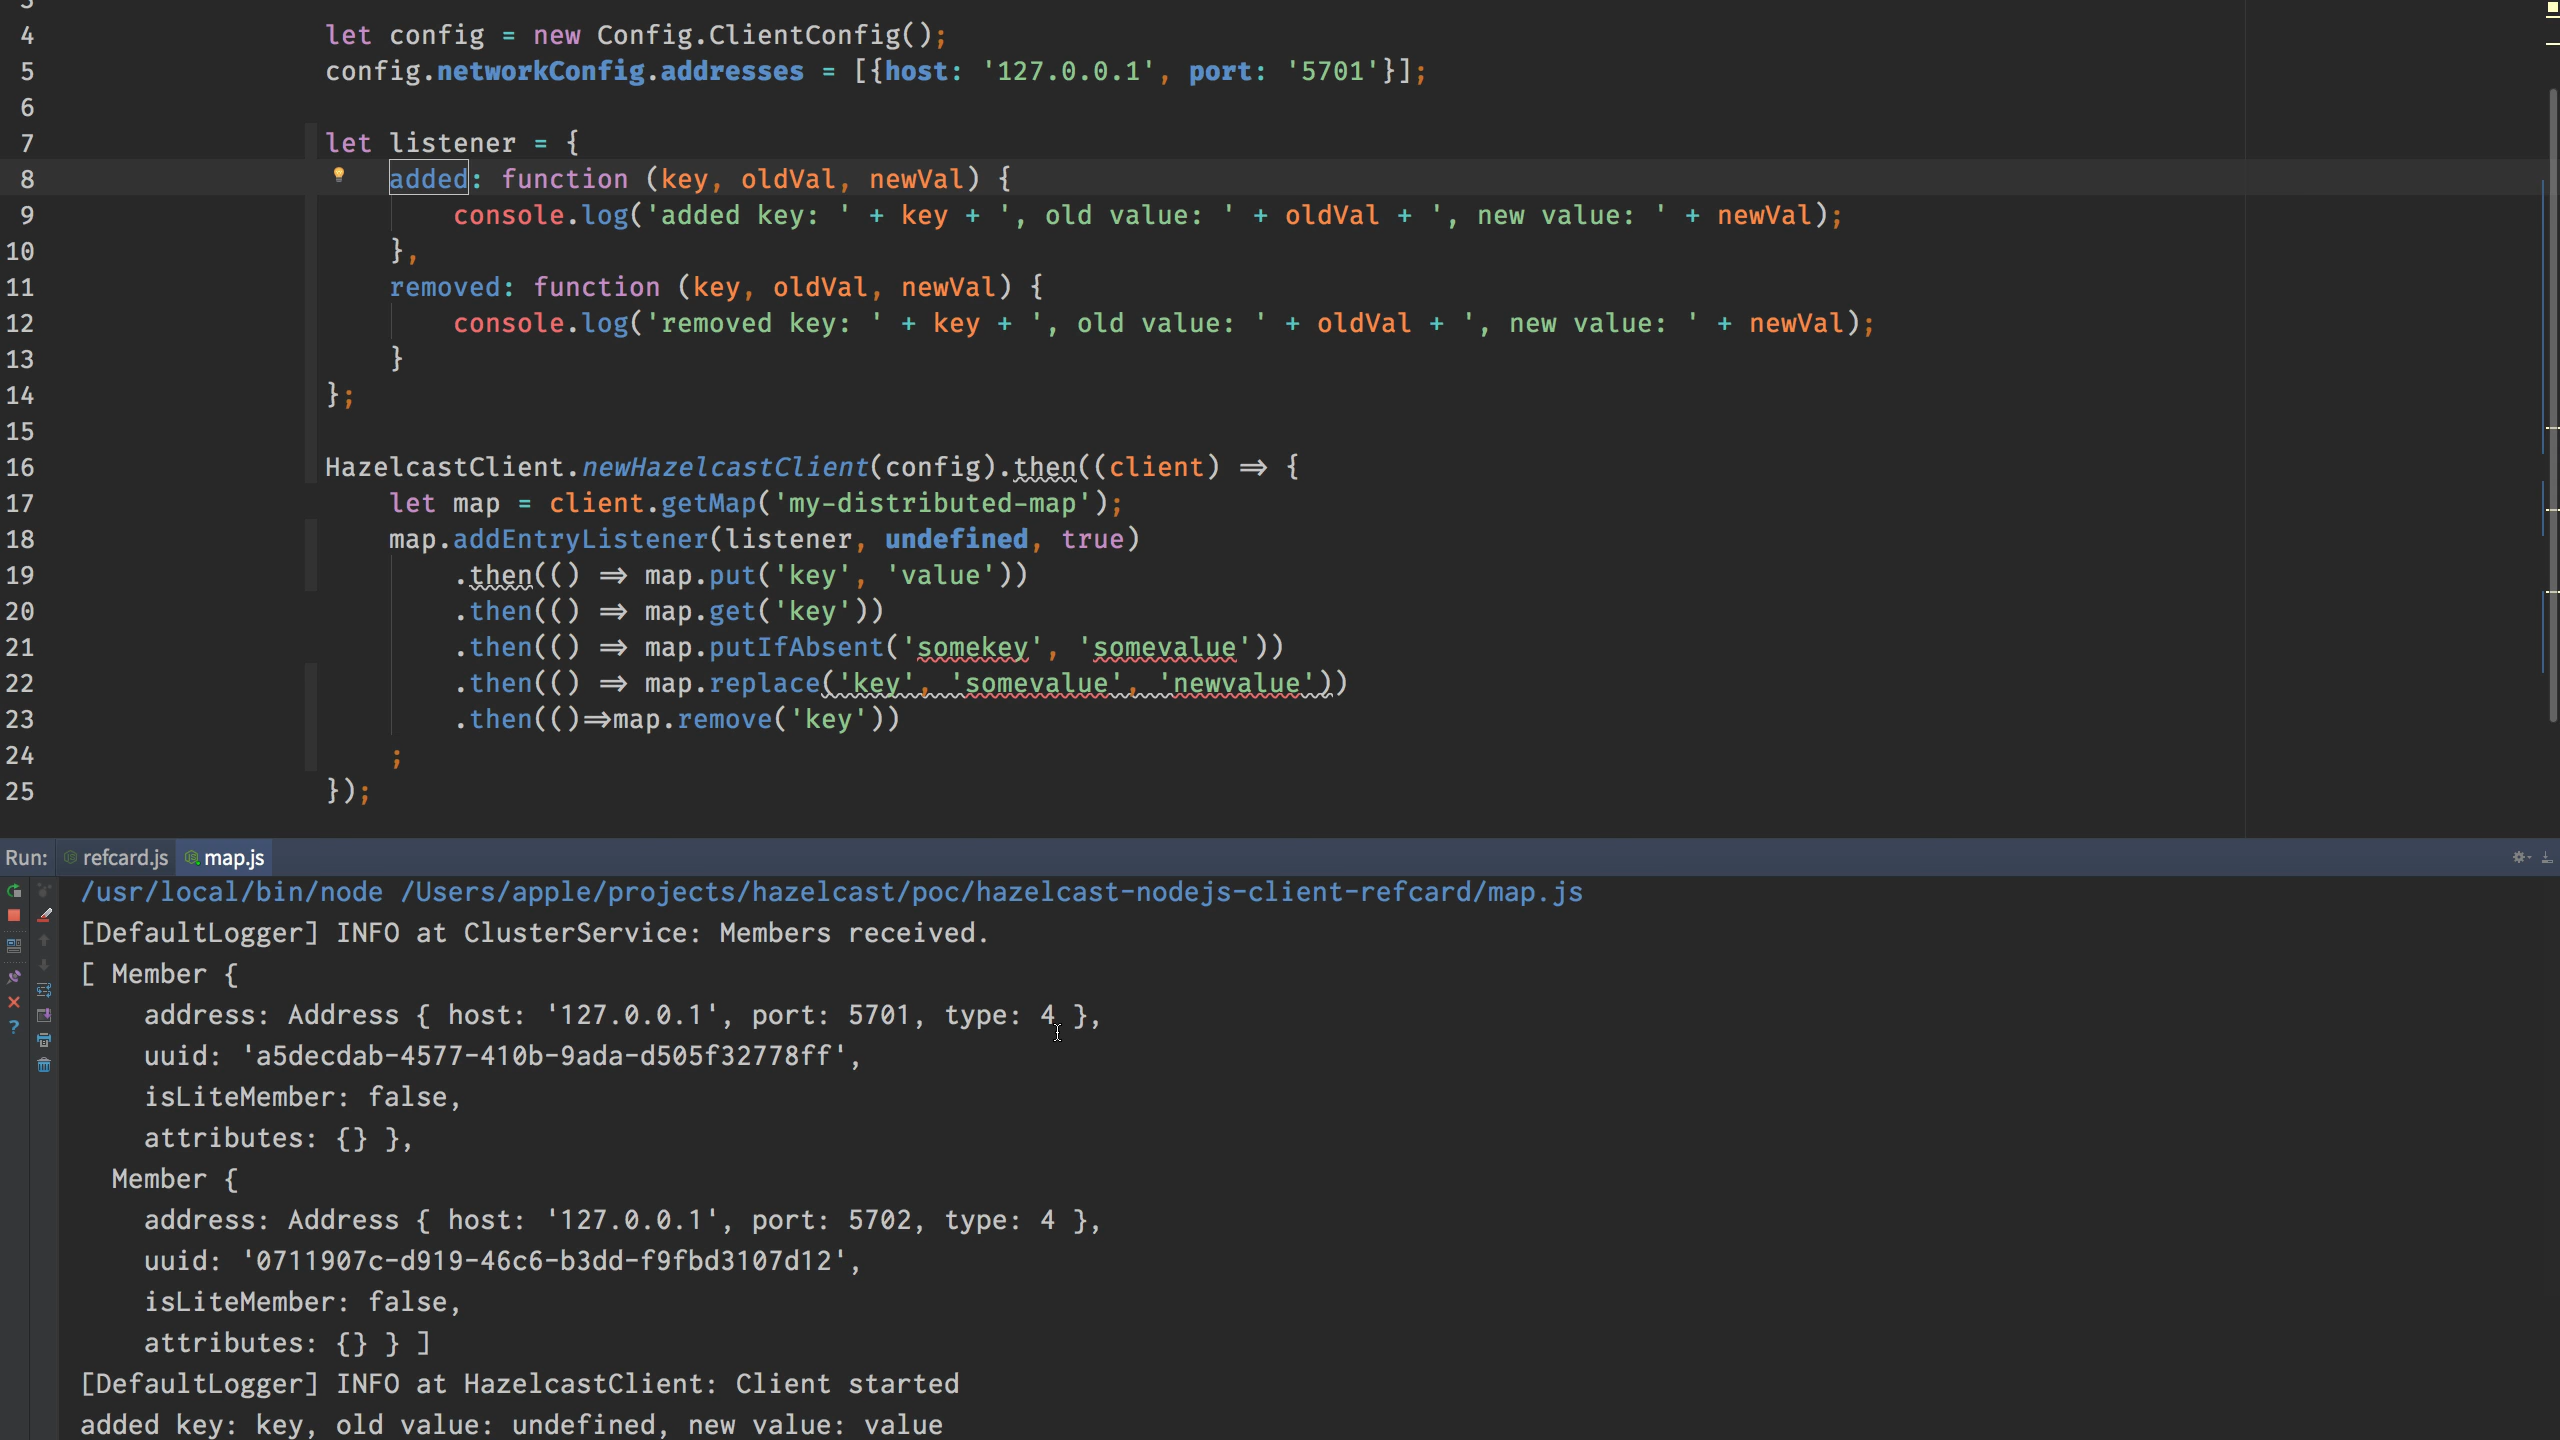 3
4 let config = new Config.ClientConfig();
5 config.networkConfig.addresses = [{host: '127.0.0.1', port: '5701'}];
6
7 let listener = {
8 added: function (key, oldVal, newVal) {
9 console.log('added key: ' + key + ', old value: ' + oldVal + ', new value: ' + newVal);
10 },
11 removed: function (key, oldVal, newVal) {
12 console.log('removed key: ' + key + ', old value: ' + oldVal + ', new value: ' + newVal);
13 }
14 };
15
16 HazelcastClient.newHazelcastClient(config).then((client) ⇒ {
17 let map = client.getMap('my-distributed-map');
18 map.addEntryListener(listener, undefined, true)
19 .then(() ⇒ map.put('key', 'value'))
20 .then(() ⇒ map.get('key'))
21 .then(() ⇒ map.putIfAbsent('somekey', 'somevalue'))
22 .then(() ⇒ map.replace('key', 'somevalue', 'newvalue'))
23 .then(()⇒map.remove('key'))
24 ;
25 });
Run: refcard.js map.js
/usr/local/bin/node /Users/apple/projects/hazelcast/poc/hazelcast-nodejs-client-refcard/map.js
[DefaultLogger] INFO at ClusterService: Members received.
[ Member {
address: Address { host: '127.0.0.1', port: 5701, type: 4 },
uuid: 'a5decdab-4577-410b-9ada-d505f32778ff',
isLiteMember: false,
attributes: {} },
Member {
address: Address { host: '127.0.0.1', port: 5702, type: 4 },
uuid: '0711907c-d919-46c6-b3dd-f9fbd3107d12',
isLiteMember: false,
attributes: {} } ]
[DefaultLogger] INFO at HazelcastClient: Client started
added key: key, old value: undefined, new value: value